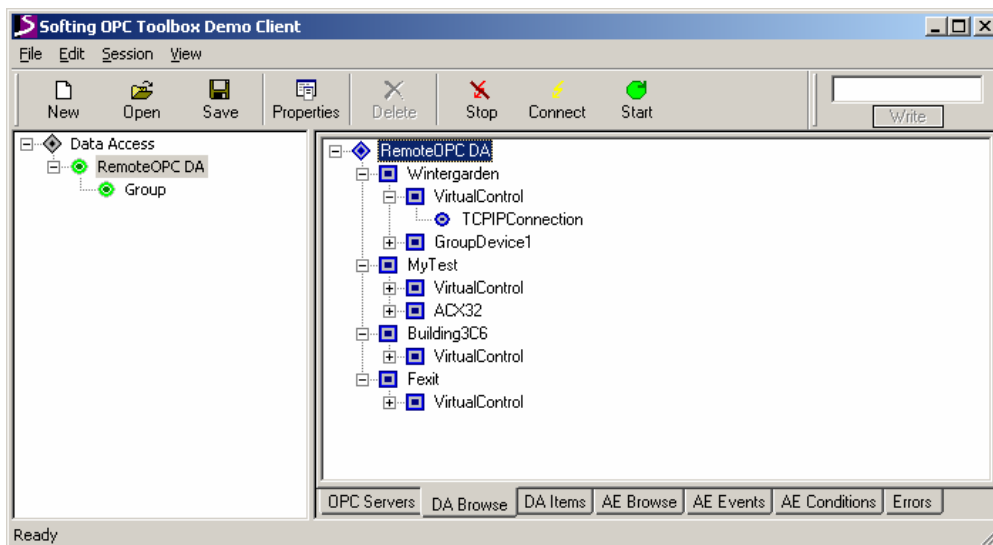 Softing OPC Toolbox Demo Client
File Edit Session View
New Open Save Properties Delete Stop Connect Start Write
Data Access
RemoteOPC DA
Group
RemoteOPC DA
Wintergarden
VirtualControl
TCPIPConnection
GroupDevice1
MyTest
VirtualControl
ACX32
Building3C6
VirtualControl
Fexit
VirtualControl
OPC Servers DA Browse DA Items AE Browse AE Events AE Conditions Errors
Ready